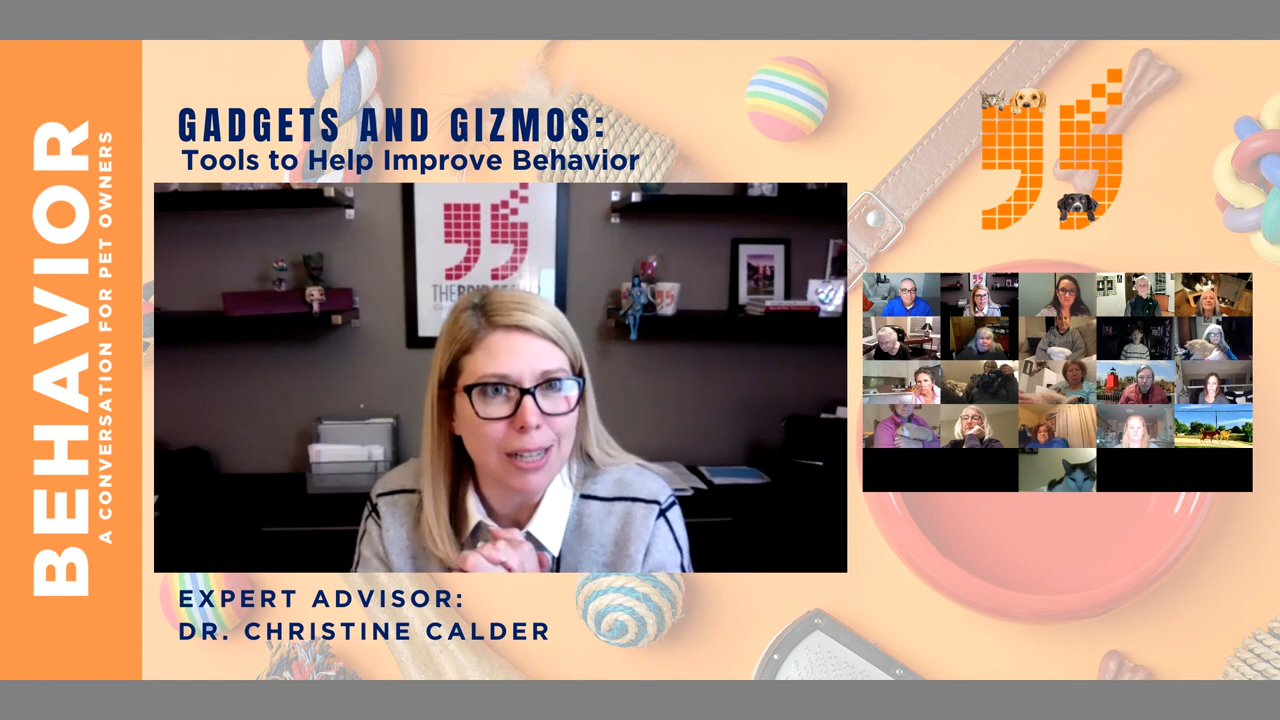 BEHAVIOR
A CONVERSATION FOR PET OWNERS
GADGETS AND GIZMOS:
Tools to Help Improve Behavior
EXPERT ADVISOR:
DR. CHRISTINE CALDER